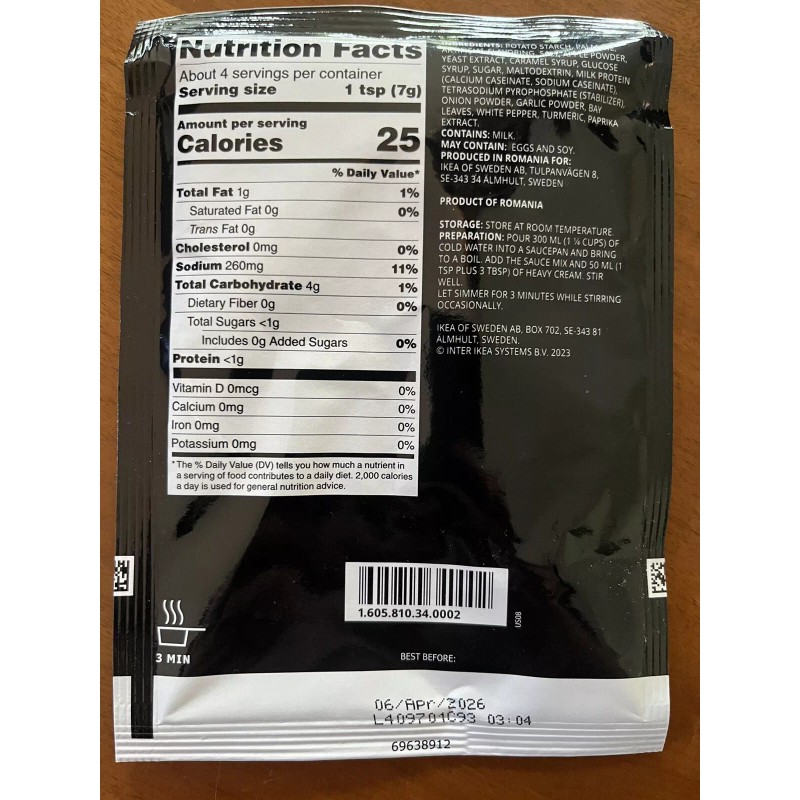 Nutrition Facts
About 4 servings per container
Serving size 1 tsp (7g)
Amount per serving
Calories 25
% Daily Value*
Total Fat 1g 1%
Saturated Fat 0g 0%
Trans Fat 0g
Cholesterol 0mg 0%
Sodium 260mg 11%
Total Carbohydrate 4g 1%
Dietary Fiber 0g 0%
Total Sugars <1g
Includes 0g Added Sugars 0%
Protein <1g
Vitamin D 0mcg 0%
Calcium 0mg 0%
Iron 0mg 0%
Potassium 0mg 0%
*The % Daily Value (DV) tells you how much a nutrient in
a serving of food contributes to a daily diet. 2,000 calories
a day is used for general nutrition advice.
INGREDIENTS: POTATO STARCH,
POWDER,
YEAST EXTRACT, CARAMEL SYRUP, GLUCOSE
SYRUP, SUGAR, MALTODEXTRIN, MILK PROTEIN
(CALCIUM CASEINATE, SODIUM CASEINATE),
TETRASODIUM PYROPHOSPHATE (STABILIZER),
ONION POWDER, GARLIC POWDER, BAY
LEAVES, WHITE PEPPER, TURMERIC, PAPRIKA
EXTRACT.
CONTAINS: MILK.
MAY CONTAIN: EGGS AND SOY.
PRODUCED IN ROMANIA FOR:
IKEA OF SWEDEN AB, TULPANVÄGEN 8,
SE-343 34 ÄLMHULT, SWEDEN
PRODUCT OF ROMANIA
STORAGE: STORE AT ROOM TEMPERATURE.
PREPARATION: POUR 300 ML (1 ¼ CUPS) OF
COLD WATER INTO A SAUCEPAN AND BRING
TO A BOIL. ADD THE SAUCE MIX AND 50 ML (1
TSP PLUS 3 TBSP) OF HEAVY CREAM. STIR
WELL.
LET SIMMER FOR 3 MINUTES WHILE STIRRING
OCCASIONALLY.
IKEA OF SWEDEN AB, BOX 702, SE-343 81
ÄLMHULT, SWEDEN.
© INTER IKEA SYSTEMS B.V. 2023
1.605.810.34.0002
US08
3 MIN
BEST BEFORE:
06/Apr/2026
L409701C93 03:04
69638912